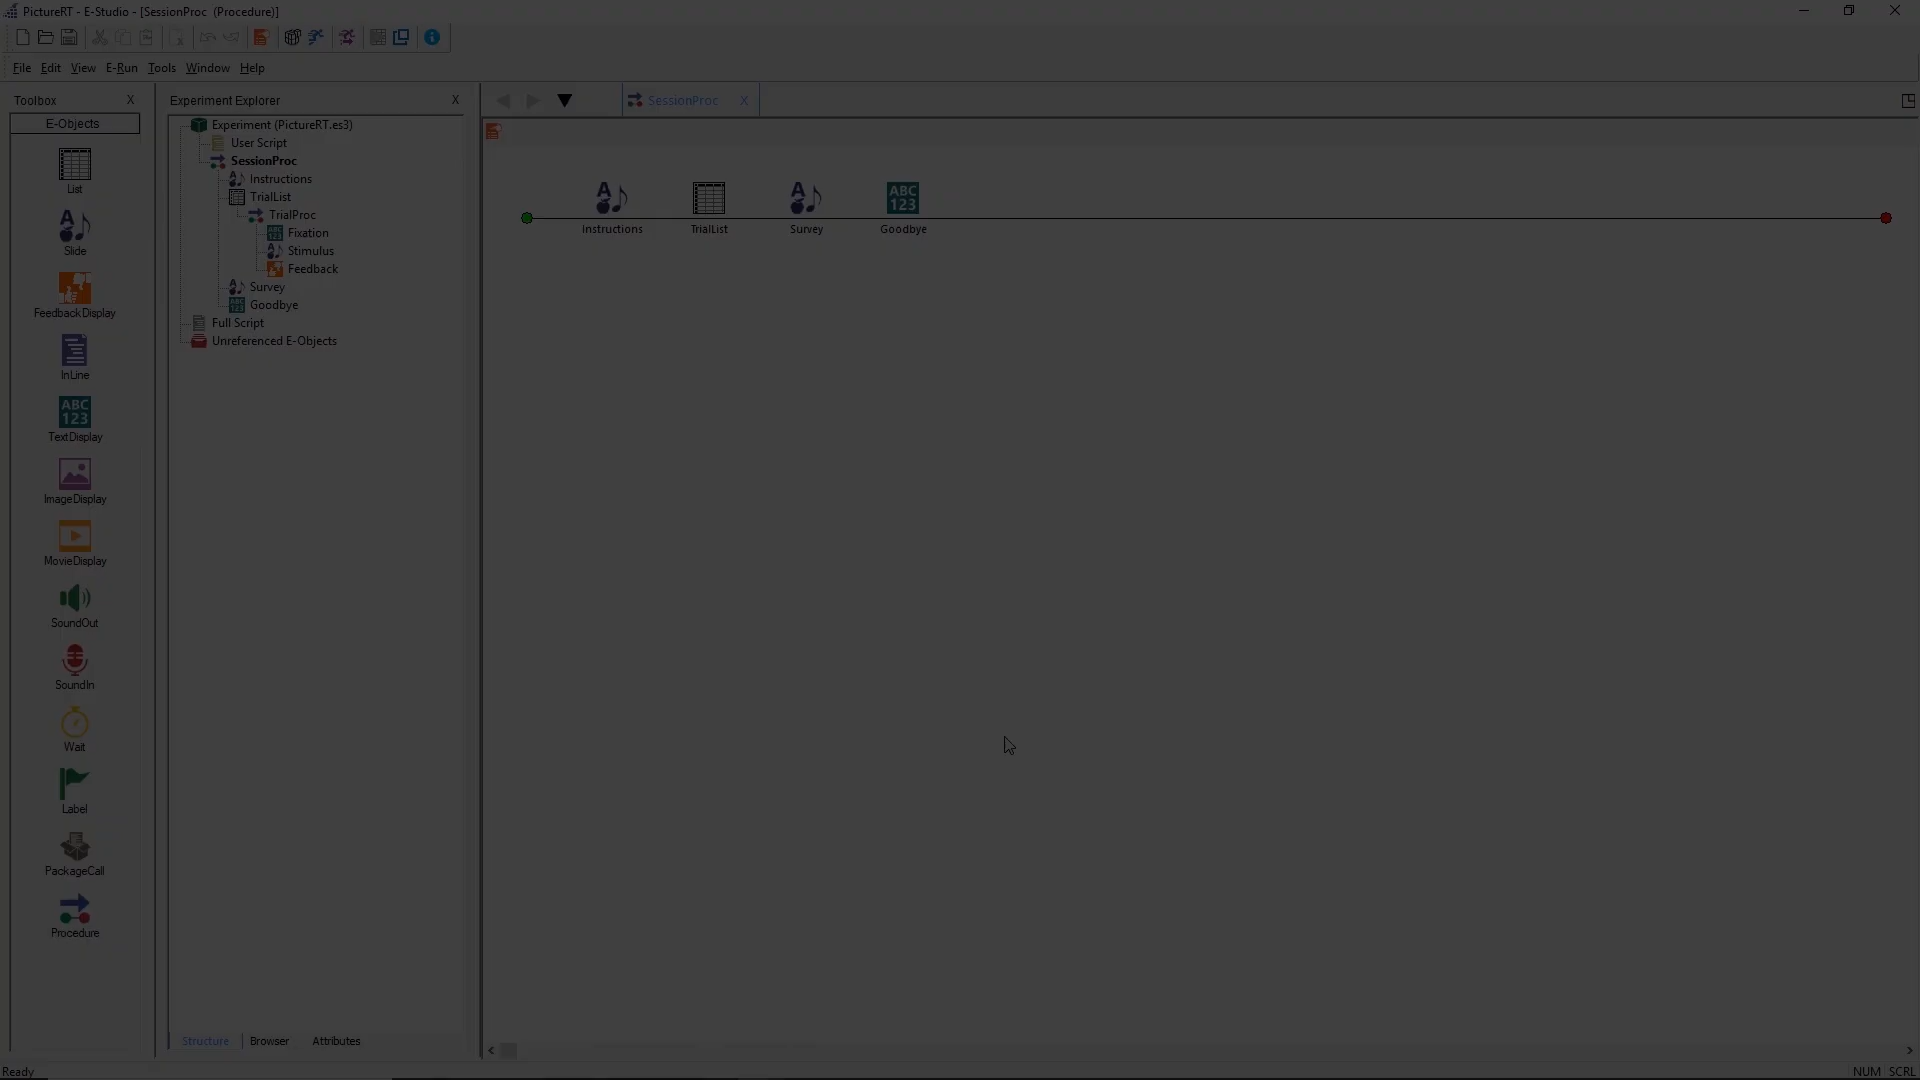 PictureRT - E-Studio - [SessionProc (Procedure)]
File Edit View E-Run Tools Window Help
Toolbox X
E-Objects
List
Slide
FeedbackDisplay
InLine
ABC
123
TextDisplay
ImageDisplay
MovieDisplay
SoundOut
SoundIn
Wait
Label
PackageCall
Procedure
Experiment Explorer X
Experiment (PictureRT.es3)
User Script
SessionProc
Instructions
TrialList
TrialProc
Fixation
Stimulus
Feedback
Survey
Goodbye
Full Script
Unreferenced E-Objects
Structure Browser Attributes
SessionProc X
ABC
123
Instructions TrialList Survey Goodbye
Ready
NUM SCRL